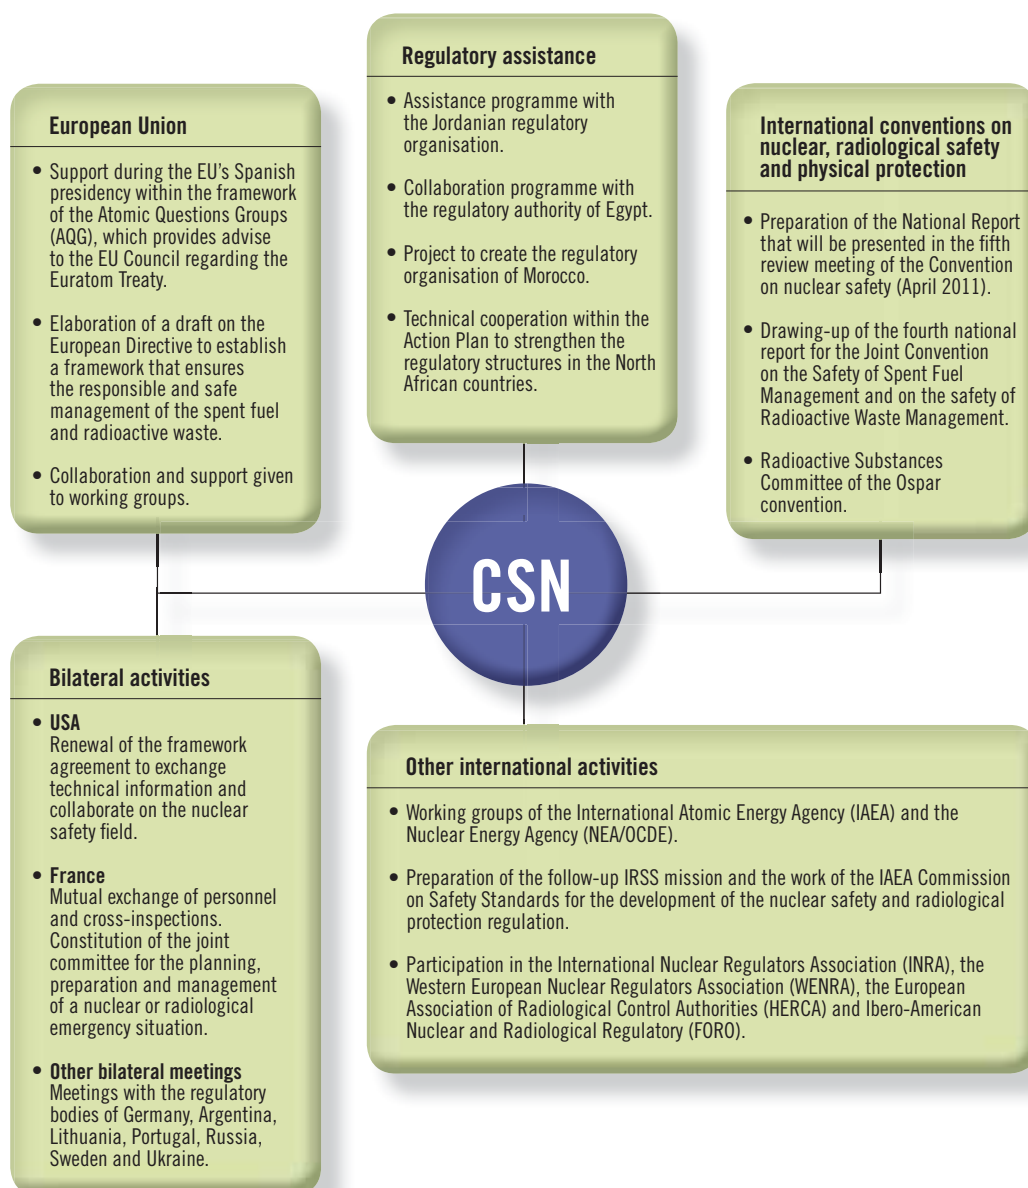 European Union
• Support during the EU's Spanish
presidency within the framework
of the Atomic Questions Groups
(AQG), which provides advise
to the EU Council regarding the
Euratom Treaty.
• Elaboration of a draft on the
European Directive to establish
a framework that ensures
the responsible and safe
management of the spent fuel
and radioactive waste.
• Collaboration and support given
to working groups.
Regulatory assistance
• Assistance programme with
the Jordanian regulatory
organisation.
• Collaboration programme with
the regulatory authority of Egypt.
• Project to create the regulatory
organisation of Morocco.
• Technical cooperation within the
Action Plan to strengthen the
regulatory structures in the North
African countries.
International conventions on
nuclear, radiological safety
and physical protection
• Preparation of the National Report
that will be presented in the fifth
review meeting of the Convention
on nuclear safety (April 2011).
• Drawing-up of the fourth national
report for the Joint Convention
on the Safety of Spent Fuel
Management and on the safety of
Radioactive Waste Management.
• Radioactive Substances
Committee of the Ospar
convention.
CSN
Bilateral activities
• USA
Renewal of the framework
agreement to exchange
technical information and
collaborate on the nuclear
safety field.
• France
Mutual exchange of personnel
and cross-inspections.
Constitution of the joint
committee for the planning,
preparation and management
of a nuclear or radiological
emergency situation.
• Other bilateral meetings
Meetings with the regulatory
bodies of Germany, Argentina,
Lithuania, Portugal, Russia,
Sweden and Ukraine.
Other international activities
• Working groups of the International Atomic Energy Agency (IAEA) and the
Nuclear Energy Agency (NEA/OCDE).
• Preparation of the follow-up IRSS mission and the work of the IAEA Commission
on Safety Standards for the development of the nuclear safety and radiological
protection regulation.
• Participation in the International Nuclear Regulators Association (INRA), the
Western European Nuclear Regulators Association (WENRA), the European
Association of Radiological Control Authorities (HERCA) and Ibero-American
Nuclear and Radiological Regulatory (FORO).